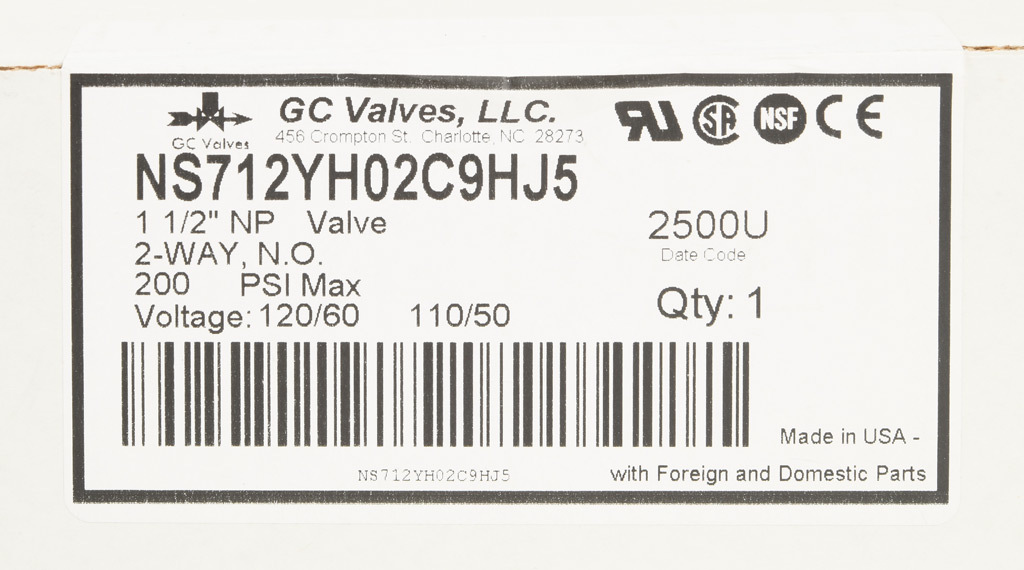 GC Valves
GC Valves, LLC.
456 Crompton St. Charlotte, NC 28273
NSF
CE
NS712YH02C9HJ5
1 1/2" NP Valve
2-WAY, N.O.
200 PSI Max
Voltage: 120/60 110/50
2500U
Date Code
Qty: 1
NS712YH02C9HJ5
Made in USA -
with Foreign and Domestic Parts